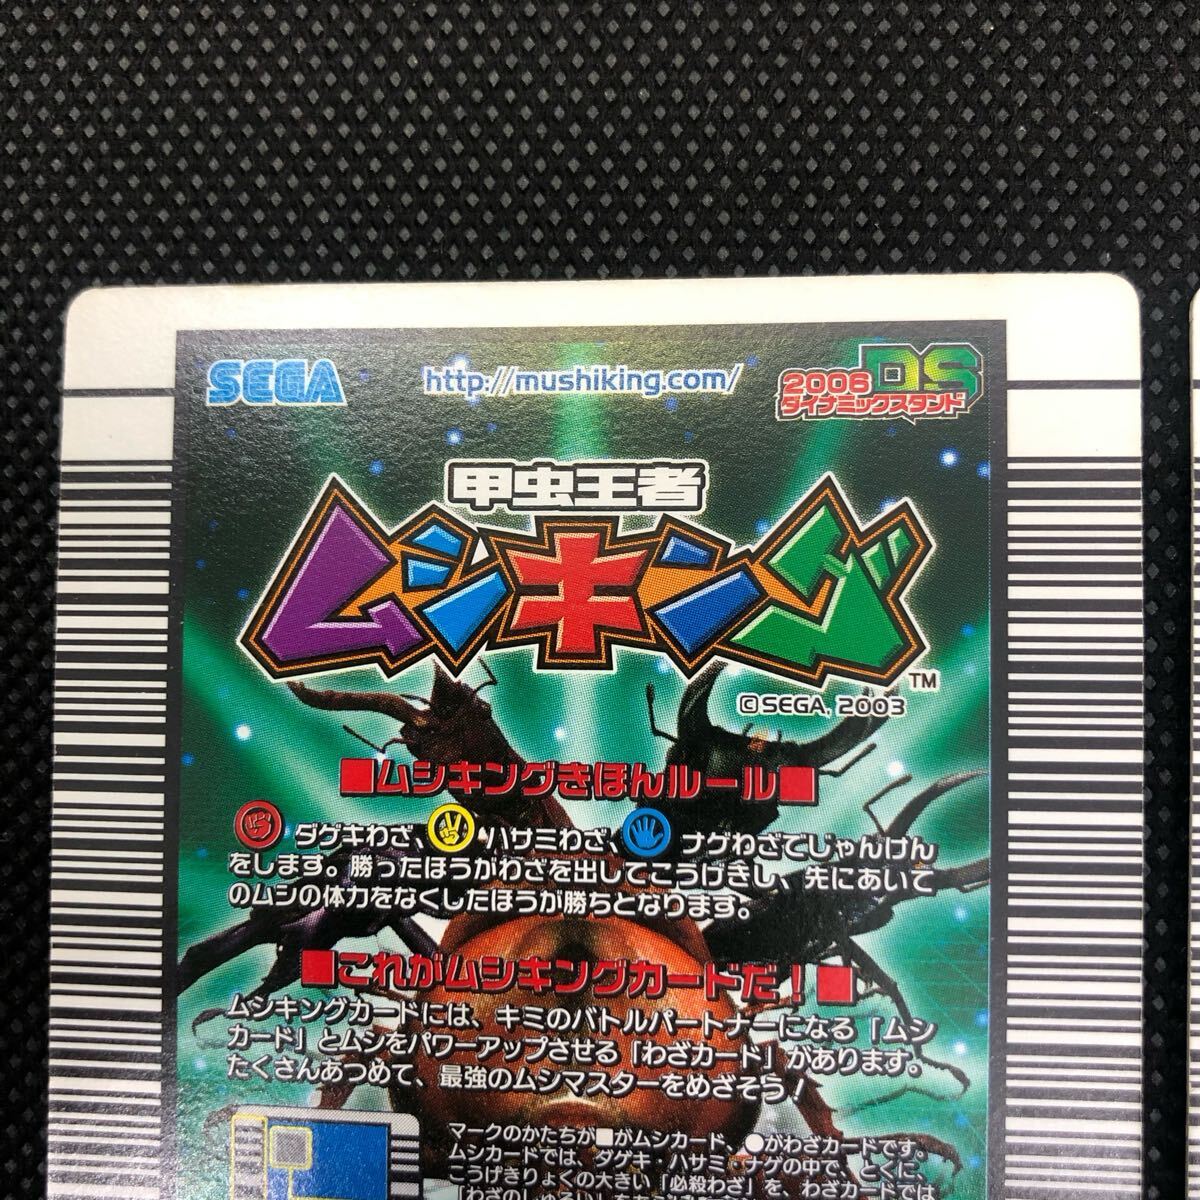 SEGA
http://mushiking.com/
2006 DS
ダイナミックスタンド
甲虫王者
ムシキング
TM
©SEGA, 2003
■ムシキングきほんルール■
ダゲキわざ、 ハサミわざ、 ナゲわざでじゃんけん
をします。勝ったほうがわざを出してこうげきし、先にあいて
のムシの体力をなくしたほうが勝ちとなります。
■これがムシキングカードだ！■
ムシキングカードには、キミのバトルパートナーになる「ムシ
カード」とムシをパワーアップさせる「わざカード」があります。
たくさんあつめて、最強のムシマスターをめざそう！
マークのかたちが■がムシカード、●がわざカードです。
ムシカードでは、ダゲキ・ハサミ・ナゲの中で、とくに、
こうげきりょくの大きい「必殺わざ」を、わざカードでは